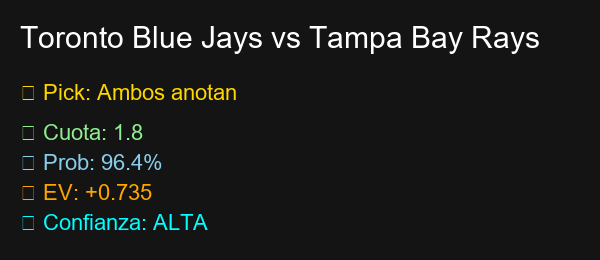 Toronto Blue Jays vs Tampa Bay Rays
Pick: Ambos anotan
Cuota: 1.8
Prob: 96.4%
EV: +0.735
Confianza: ALTA